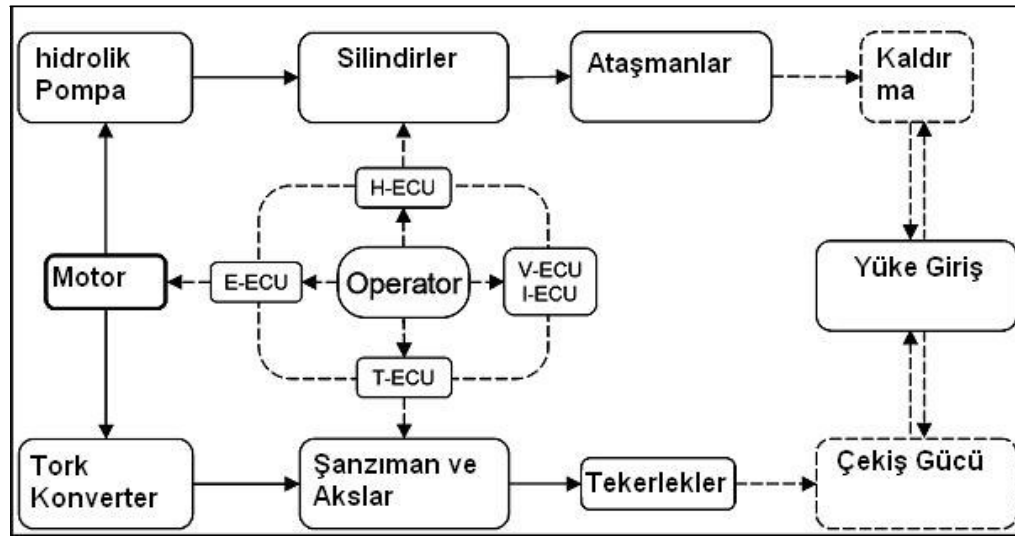 hidrolik
Pompa
Silindirler
Ataşmanlar
Kaldır
ma
H-ECU
Motor
E-ECU
Operator
V-ECU
I-ECU
Yüke Giriş
T-ECU
Tork
Konverter
Şanzıman ve
Akslar
Tekerlekler
Çekiş Gücü